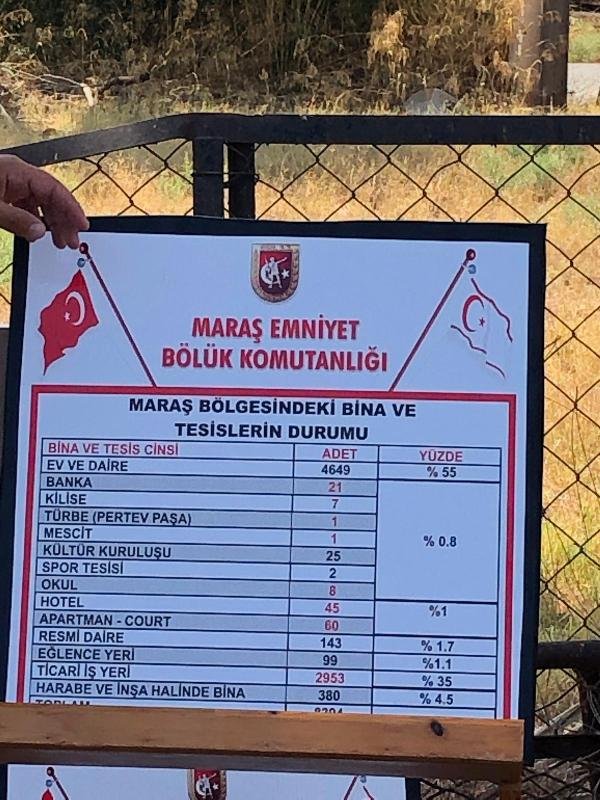 MARAŞ EMNİYET
BÖLÜK KOMUTANLIĞI
MARAŞ BÖLGESİNDEKİ BİNA VE
TESİSLERİN DURUMU
BİNA VE TESİS CİNSİ ADET YÜZDE
EV VE DAİRE 4649 % 55
BANKA 21
KİLİSE 7
TÜRBE (PERTEV PAŞA) 1
MESCİT 1 % 0.8
KÜLTÜR KURULUŞU 25
SPOR TESİSİ 2
OKUL 8
HOTEL 45 %1
APARTMAN - COURT 60
RESMİ DAİRE 143 % 1.7
EĞLENCE YERİ 99 %1.1
TİCARİ İŞ YERİ 2953 % 35
HARABE VE İNŞA HALİNDE BİNA 380 % 4.5
TOPLAM